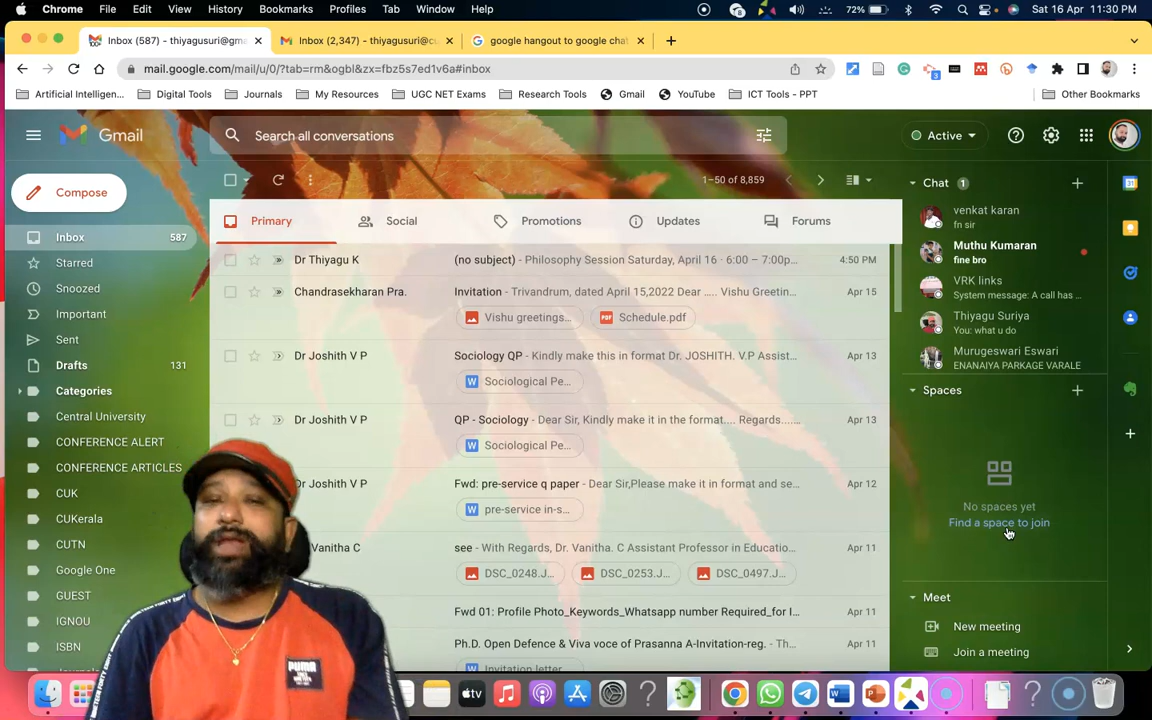 Chrome File Edit View History Bookmarks Profiles Tab Window Help 72% Sat 16 Apr 11:30 PM
Inbox (587) - thiyagusuri@gma Inbox (2,347) - thiyagusuri@c google hangout to google cha
mail.google.com/mail/u/0/?tab=rm&ogbl&zx=fbz5s7ed1v6a#inbox
Artificial Intelligen... Digital Tools Journals My Resources UGC NET Exams Research Tools Gmail YouTube ICT Tools - PPT Other Bookmarks
Gmail Search all conversations Active
Compose
1–50 of 8,859
Primary Social Promotions Updates Forums
Inbox 587
Starred
Snoozed
Important
Sent
Drafts 131
Categories
Central University
CONFERENCE ALERT
CONFERENCE ARTICLES
CUK
CUKerala
CUTN
Google One
GUEST
IGNOU
ISBN
Dr Thiyagu K (no subject) - Philosophy Session Saturday, April 16 · 6:00 – 7:00p... 4:50 PM
Chandrasekharan Pra. Invitation - Trivandrum, dated April 15,2022 Dear ..... Vishu Greetin... Apr 15
Vishu greetings... PDF Schedule.pdf
Dr Joshith V P Sociology QP - Kindly make this in format Dr. JOSHITH. V.P Assist... Apr 13
Sociological Pe...
Dr Joshith V P QP - Sociology - Dear Sir, Kindly make it in the format.... Regards..... Apr 13
Sociological Pe...
Dr Joshith V P Fwd: pre-service q paper - Dear Sir,Please make it in format and se... Apr 12
pre-service in-s...
Vanitha C see - With Regards, Dr. Vanitha. C Assistant Professor in Educatio... Apr 11
DSC_0248.J... DSC_0253.J... DSC_0497.J...
Fwd 01: Profile Photo_Keywords_Whatsapp number Required_for I... Apr 11
Ph.D. Open Defence & Viva voce of Prasanna A-Invitation-reg. - Th... Apr 11
Invitation letter
Chat 1
venkat karan
fn sir
Muthu Kumaran
fine bro
VRK links
System message: A call has ...
Thiyagu Suriya
You: what u do
Murugeswari Eswari
ENANAIYA PARKAGE VARALE
Spaces
No spaces yet
Find a space to join
Meet
New meeting
Join a meeting
PUMA
tv